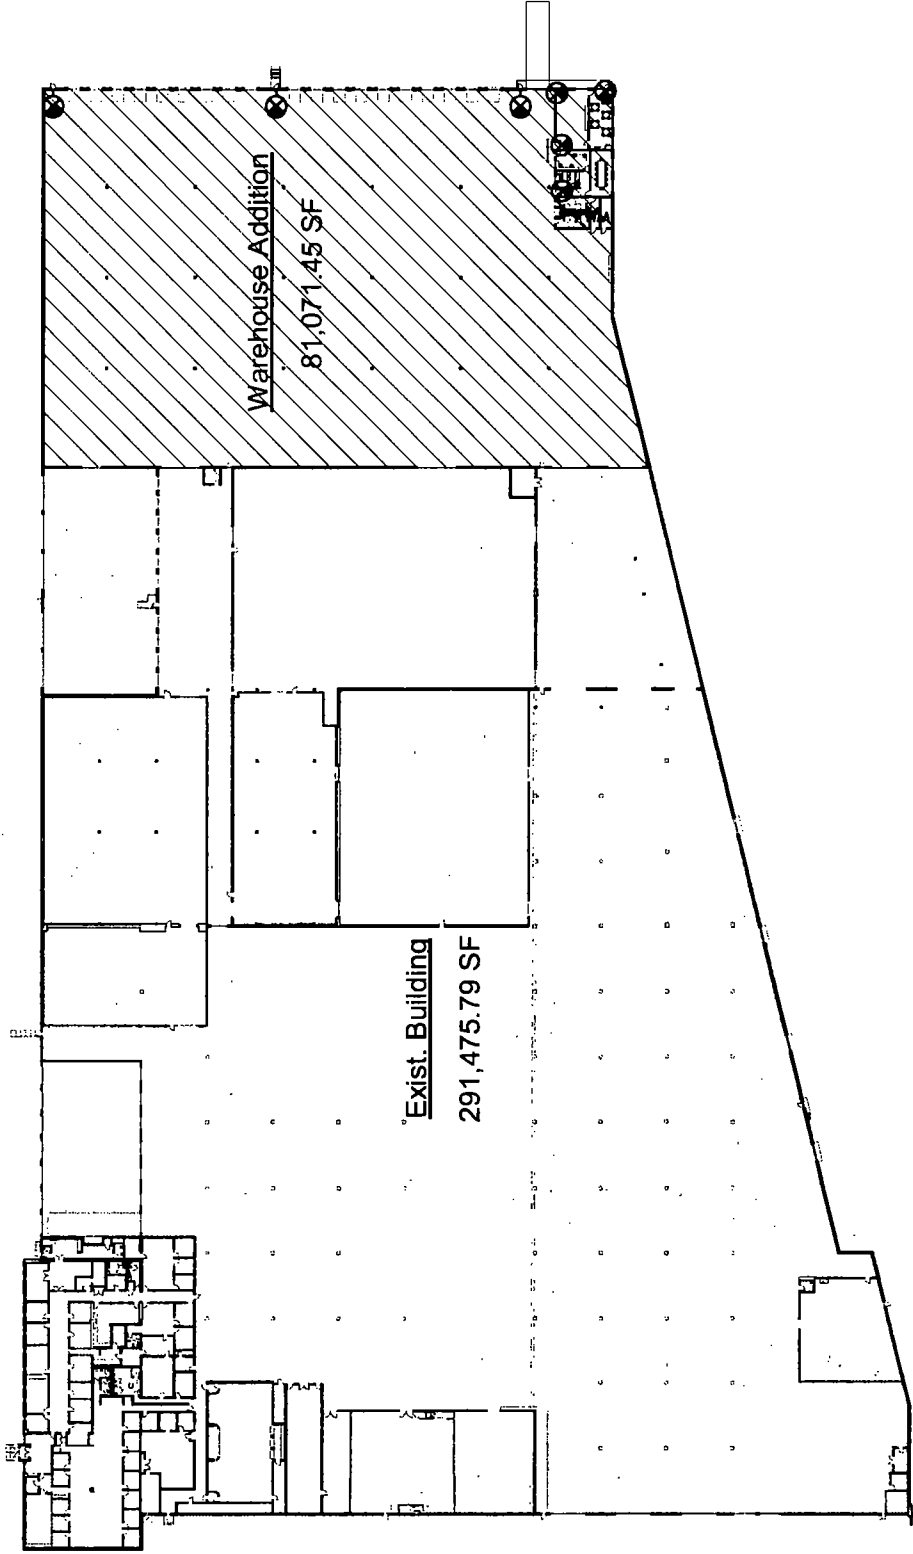 Warehouse Addition
81,071.45 SF
Exist. Building
291,475.79 SF